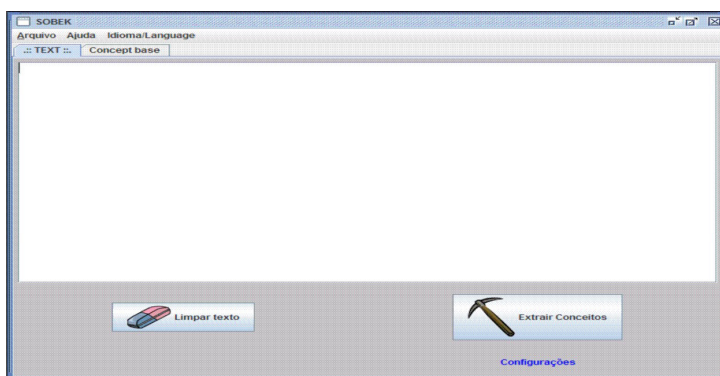 SOBEK
Arquivo Ajuda Idioma/Language
.:: TEXT ::. Concept base
Limpar texto
Extrair Conceitos
Configurações